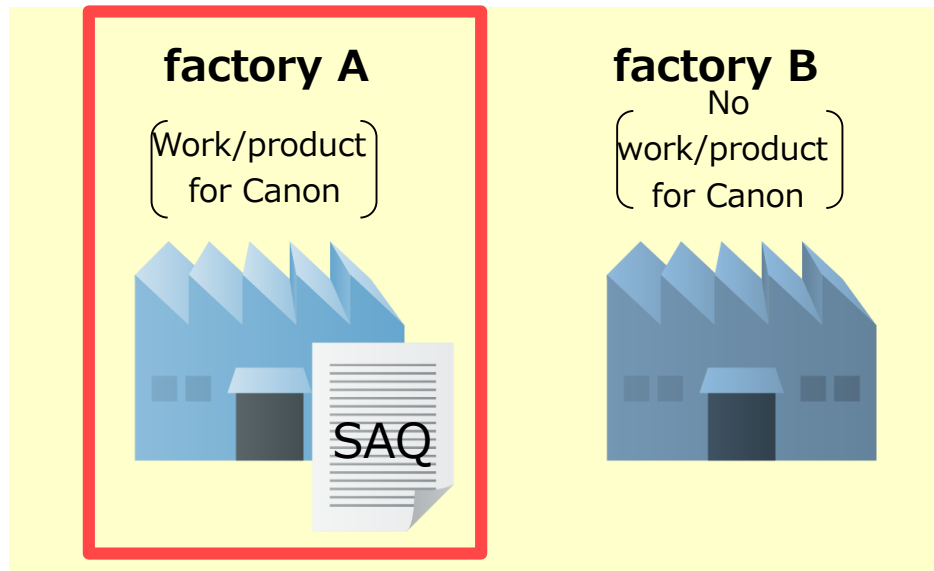 factory A
Work/product
for Canon
SAQ
factory B
No
work/product
for Canon